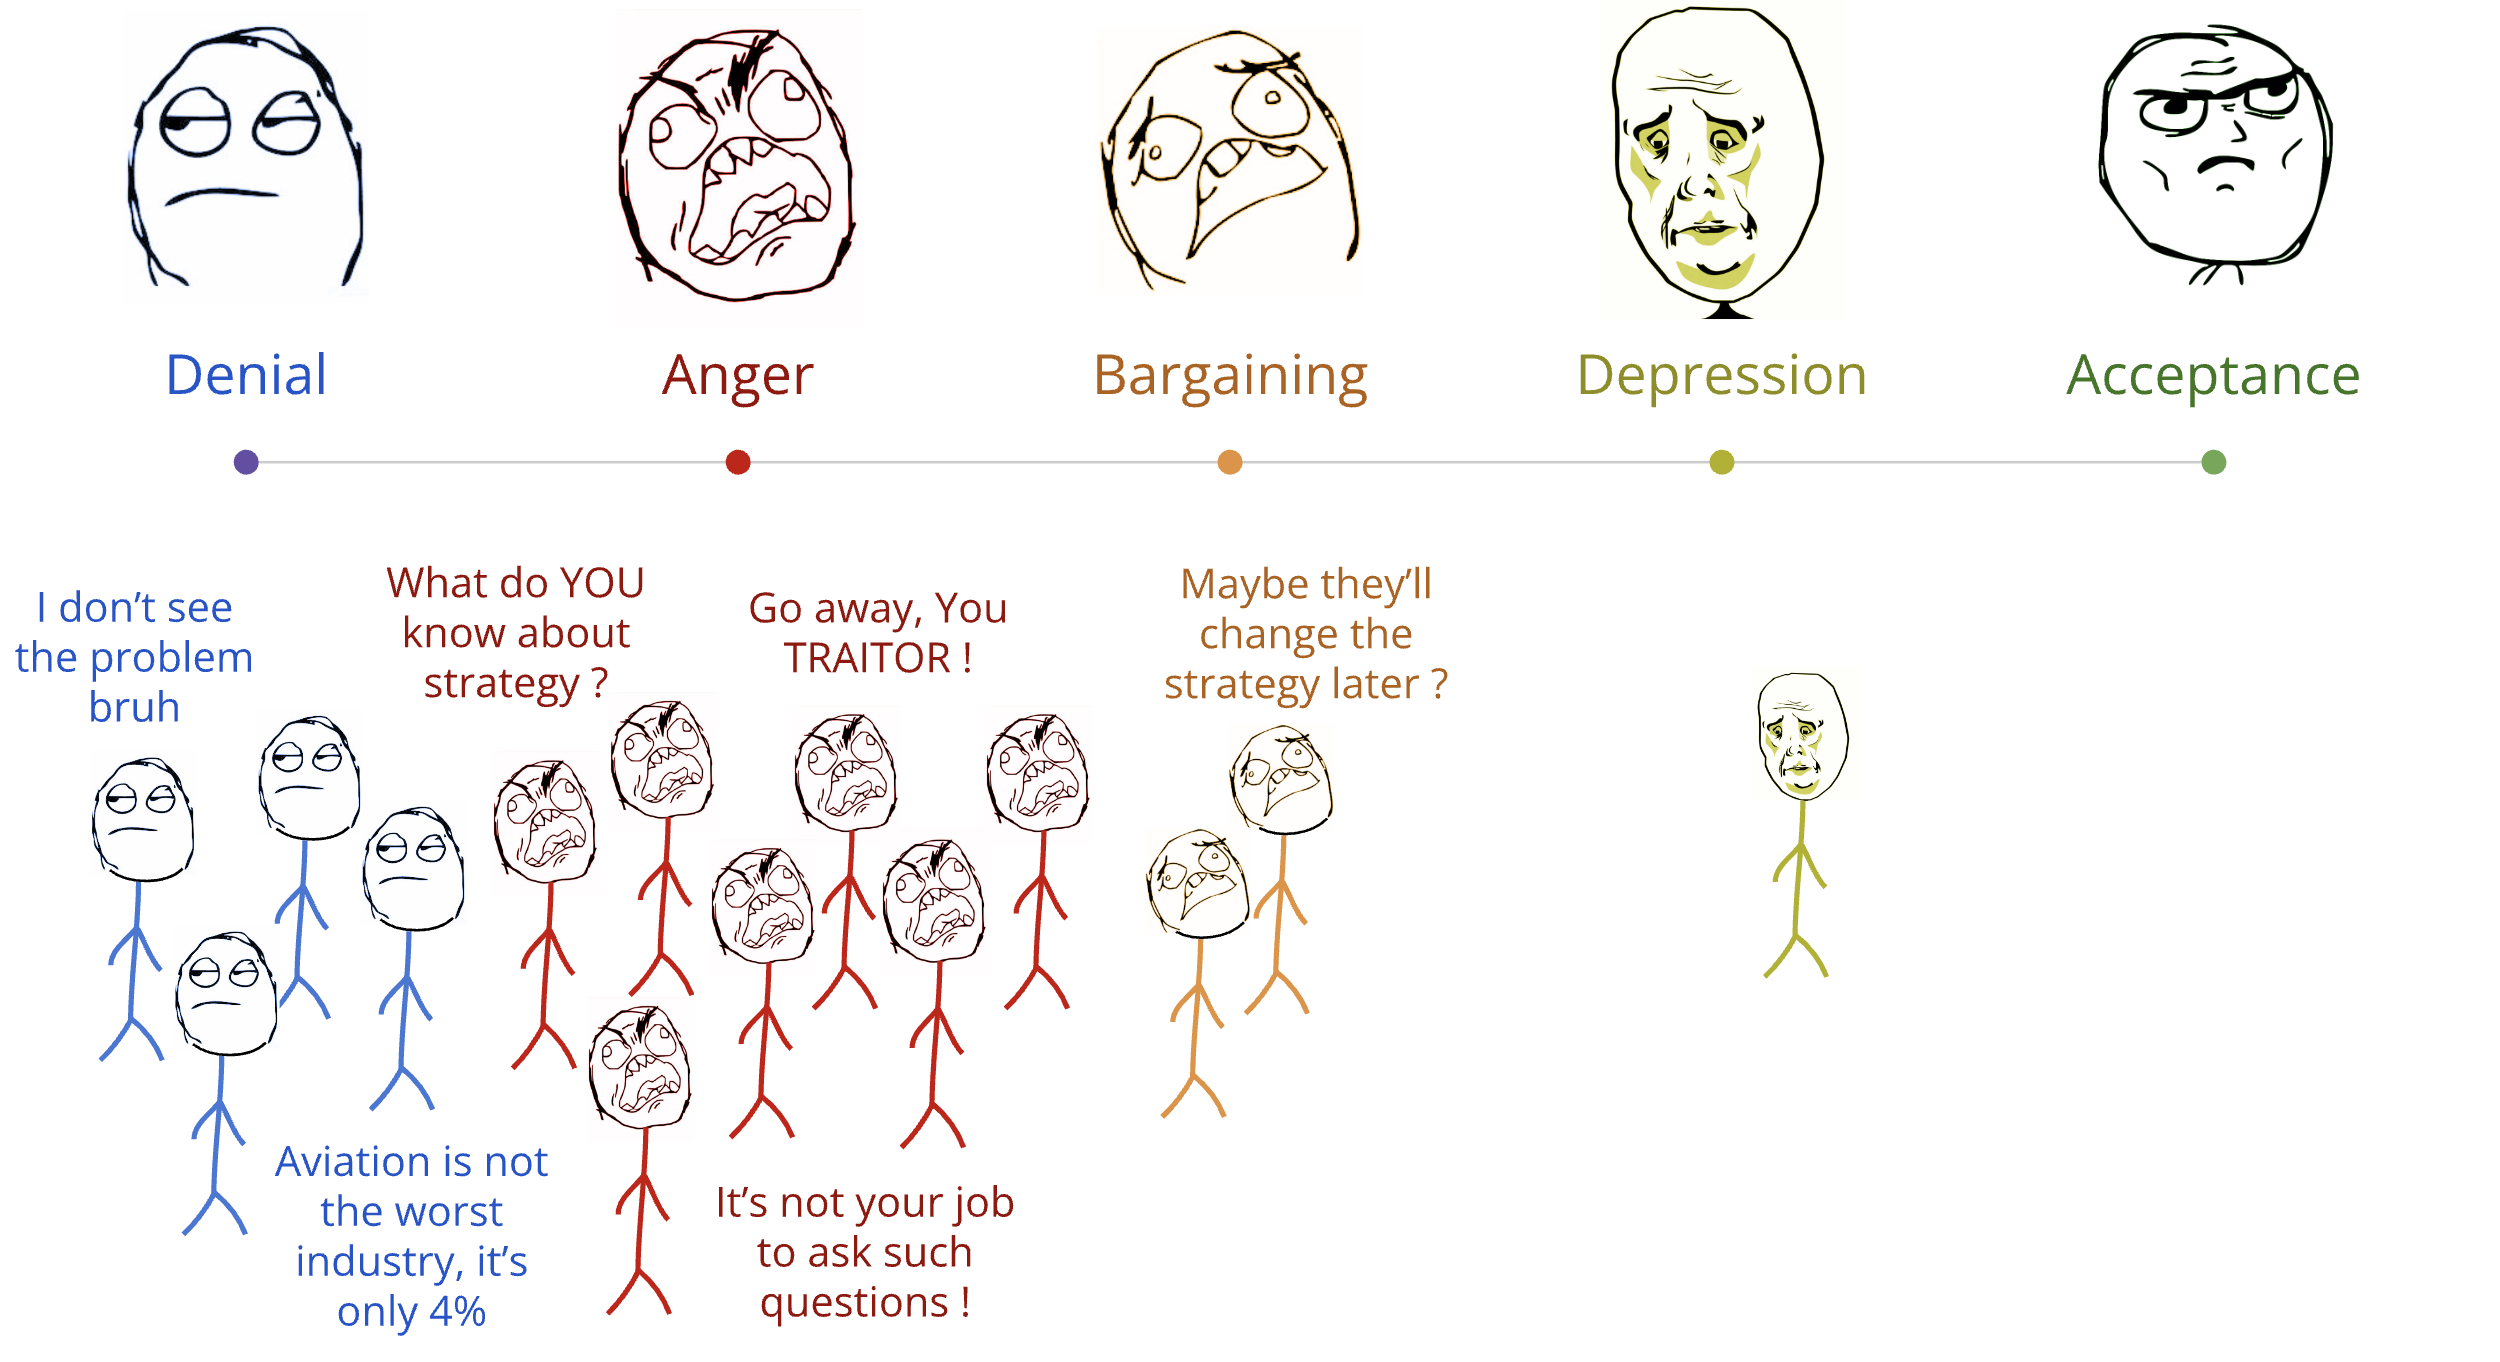 Denial
Anger
Bargaining
Depression
Acceptance
I don't see
the problem
bruh
What do YOU
know about
strategy ?
Go away, You
TRAITOR !
Maybe they'll
change the
strategy later ?
Aviation is not
the worst
industry, it's
only 4%
It's not your job
to ask such
questions !